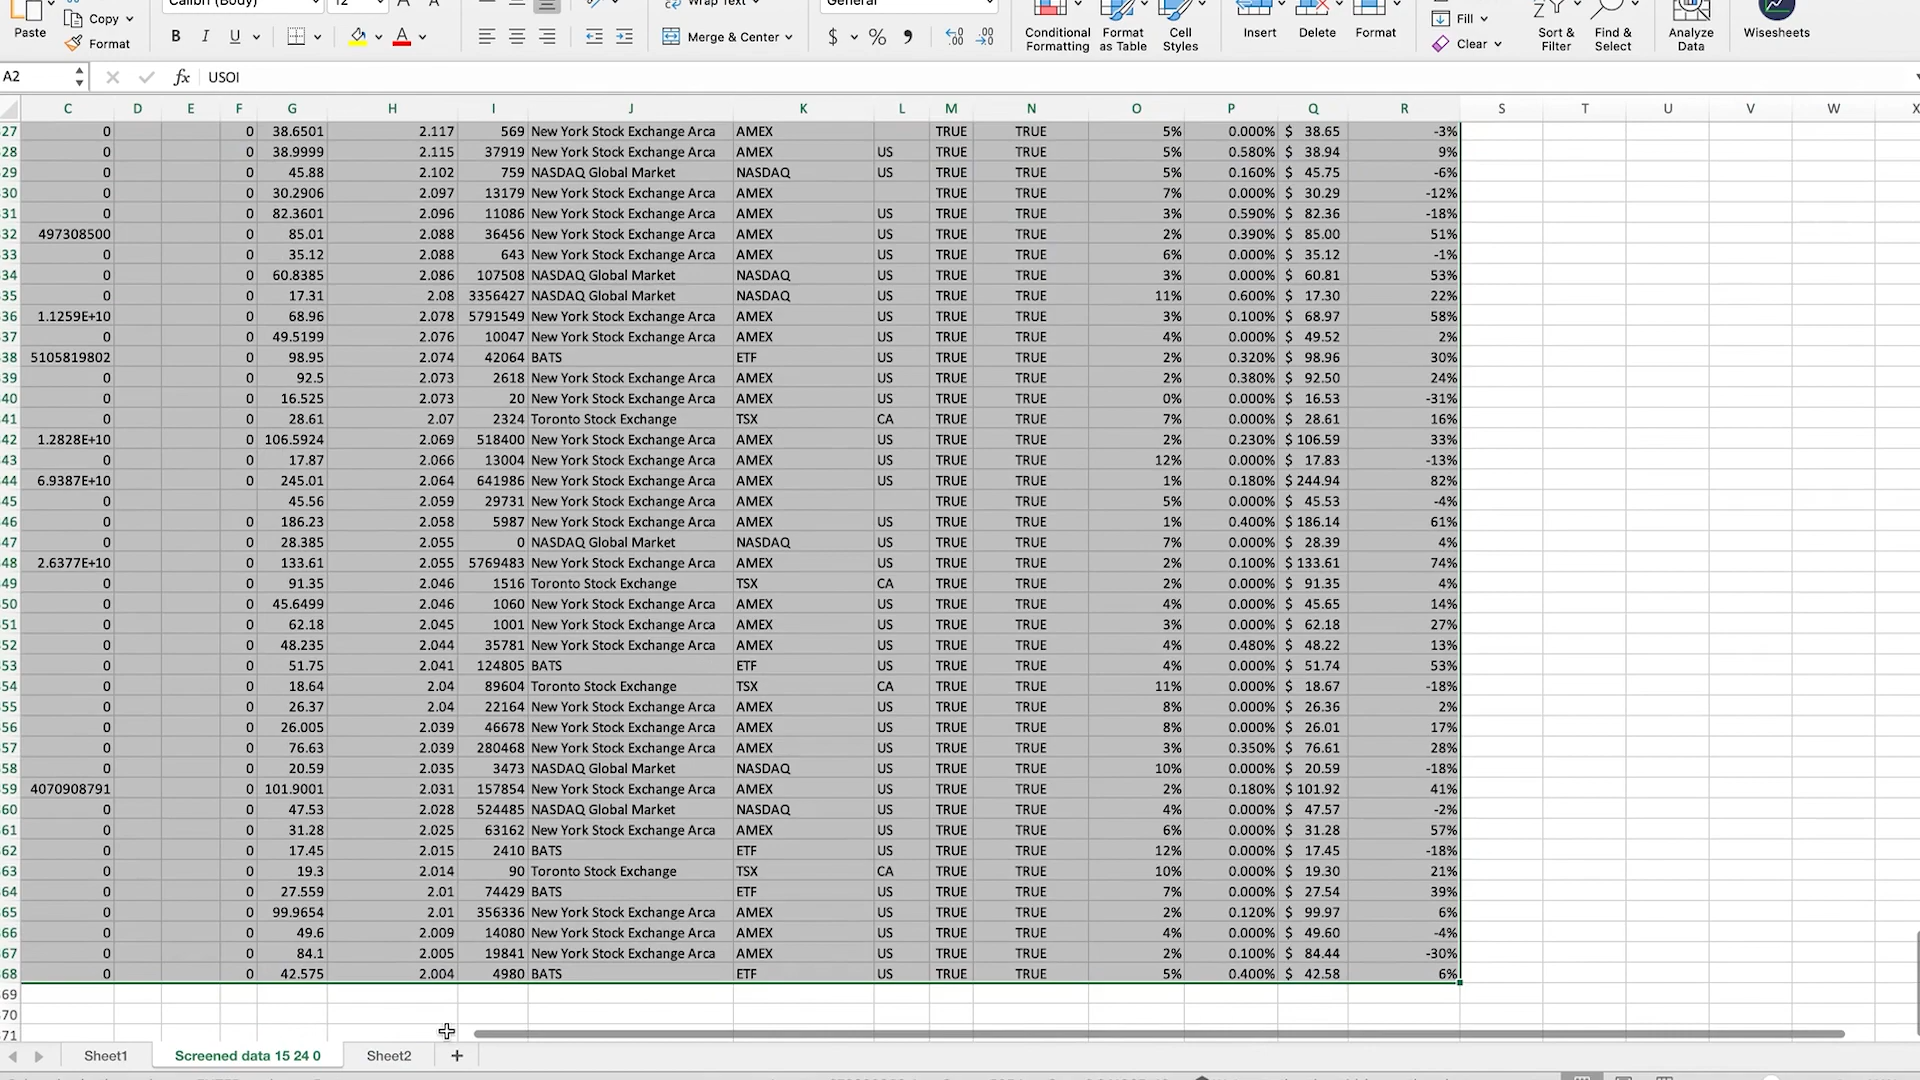 Calibri (Body) 12 Wrap Text General
Paste Copy Format B I U Merge & Center $ % Conditional Formatting Format as Table Cell Styles Insert Delete Format Fill Clear Sort & Filter Find & Select Analyze Data Wisesheets
A2 fx USOI
C D E F G H I J K L M N O P Q R S T U V W X
27 0 0 38.6501 2.117 569 New York Stock Exchange Arca AMEX TRUE TRUE 5% 0.000% $ 38.65 -3%
28 0 0 38.9999 2.115 37919 New York Stock Exchange Arca AMEX US TRUE TRUE 5% 0.580% $ 38.94 9%
29 0 0 45.88 2.102 759 NASDAQ Global Market NASDAQ US TRUE TRUE 5% 0.160% $ 45.75 -6%
30 0 0 30.2906 2.097 13179 New York Stock Exchange Arca AMEX TRUE TRUE 7% 0.000% $ 30.29 -12%
31 0 0 82.3601 2.096 11086 New York Stock Exchange Arca AMEX US TRUE TRUE 3% 0.590% $ 82.36 -18%
32 497308500 0 85.01 2.088 36456 New York Stock Exchange Arca AMEX US TRUE TRUE 2% 0.390% $ 85.00 51%
33 0 0 35.12 2.088 643 New York Stock Exchange Arca AMEX US TRUE TRUE 6% 0.000% $ 35.12 -1%
34 0 0 60.8385 2.086 107508 NASDAQ Global Market NASDAQ US TRUE TRUE 3% 0.000% $ 60.81 53%
35 0 0 17.31 2.08 3356427 NASDAQ Global Market NASDAQ US TRUE TRUE 11% 0.600% $ 17.30 22%
36 1.1259E+10 0 68.96 2.078 5791549 New York Stock Exchange Arca AMEX US TRUE TRUE 3% 0.100% $ 68.97 58%
37 0 0 49.5199 2.076 10047 New York Stock Exchange Arca AMEX US TRUE TRUE 4% 0.000% $ 49.52 2%
38 5105819802 0 98.95 2.074 42064 BATS ETF US TRUE TRUE 2% 0.320% $ 98.96 30%
39 0 0 92.5 2.073 2618 New York Stock Exchange Arca AMEX US TRUE TRUE 2% 0.380% $ 92.50 24%
40 0 0 16.525 2.073 20 New York Stock Exchange Arca AMEX US TRUE TRUE 0% 0.000% $ 16.53 -31%
41 0 0 28.61 2.07 2324 Toronto Stock Exchange TSX CA TRUE TRUE 7% 0.000% $ 28.61 16%
42 1.2828E+10 0 106.5924 2.069 518400 New York Stock Exchange Arca AMEX US TRUE TRUE 2% 0.230% $ 106.59 33%
43 0 0 17.87 2.066 13004 New York Stock Exchange Arca AMEX US TRUE TRUE 12% 0.000% $ 17.83 -13%
44 6.9387E+10 0 245.01 2.064 641986 New York Stock Exchange Arca AMEX US TRUE TRUE 1% 0.180% $ 244.94 82%
45 0 45.56 2.059 29731 New York Stock Exchange Arca AMEX TRUE TRUE 5% 0.000% $ 45.53 -4%
46 0 0 186.23 2.058 5987 New York Stock Exchange Arca AMEX US TRUE TRUE 1% 0.400% $ 186.14 61%
47 0 0 28.385 2.055 0 NASDAQ Global Market NASDAQ US TRUE TRUE 7% 0.000% $ 28.39 4%
48 2.6377E+10 0 133.61 2.055 5769483 New York Stock Exchange Arca AMEX US TRUE TRUE 2% 0.100% $ 133.61 74%
49 0 0 91.35 2.046 1516 Toronto Stock Exchange TSX CA TRUE TRUE 2% 0.000% $ 91.35 4%
50 0 0 45.6499 2.046 1060 New York Stock Exchange Arca AMEX US TRUE TRUE 4% 0.000% $ 45.65 14%
51 0 0 62.18 2.045 1001 New York Stock Exchange Arca AMEX US TRUE TRUE 3% 0.000% $ 62.18 27%
52 0 0 48.235 2.044 35781 New York Stock Exchange Arca AMEX US TRUE TRUE 4% 0.480% $ 48.22 13%
53 0 0 51.75 2.041 124805 BATS ETF US TRUE TRUE 4% 0.000% $ 51.74 53%
54 0 0 18.64 2.04 89604 Toronto Stock Exchange TSX CA TRUE TRUE 11% 0.000% $ 18.67 -18%
55 0 0 26.37 2.04 22164 New York Stock Exchange Arca AMEX US TRUE TRUE 8% 0.000% $ 26.36 2%
56 0 0 26.005 2.039 46678 New York Stock Exchange Arca AMEX US TRUE TRUE 8% 0.000% $ 26.01 17%
57 0 0 76.63 2.039 280468 New York Stock Exchange Arca AMEX US TRUE TRUE 3% 0.350% $ 76.61 28%
58 0 0 20.59 2.035 3473 NASDAQ Global Market NASDAQ US TRUE TRUE 10% 0.000% $ 20.59 -18%
59 4070908791 0 101.9001 2.031 157854 New York Stock Exchange Arca AMEX US TRUE TRUE 2% 0.180% $ 101.92 41%
60 0 0 47.53 2.028 524485 NASDAQ Global Market NASDAQ US TRUE TRUE 4% 0.000% $ 47.57 -2%
61 0 0 31.28 2.025 63162 New York Stock Exchange Arca AMEX US TRUE TRUE 6% 0.000% $ 31.28 57%
62 0 0 17.45 2.015 2410 BATS ETF US TRUE TRUE 12% 0.000% $ 17.45 -18%
63 0 0 19.3 2.014 90 Toronto Stock Exchange TSX CA TRUE TRUE 10% 0.000% $ 19.30 21%
64 0 0 27.559 2.01 74429 BATS ETF US TRUE TRUE 7% 0.000% $ 27.54 39%
65 0 0 99.9654 2.01 356336 New York Stock Exchange Arca AMEX US TRUE TRUE 2% 0.120% $ 99.97 6%
66 0 0 49.6 2.009 14080 New York Stock Exchange Arca AMEX US TRUE TRUE 4% 0.000% $ 49.60 -4%
67 0 0 84.1 2.005 19841 New York Stock Exchange Arca AMEX US TRUE TRUE 2% 0.100% $ 84.44 -30%
68 0 0 42.575 2.004 4980 BATS ETF US TRUE TRUE 5% 0.400% $ 42.58 6%
69
70
71
Sheet1 Screened data 15 24 0 Sheet2 +